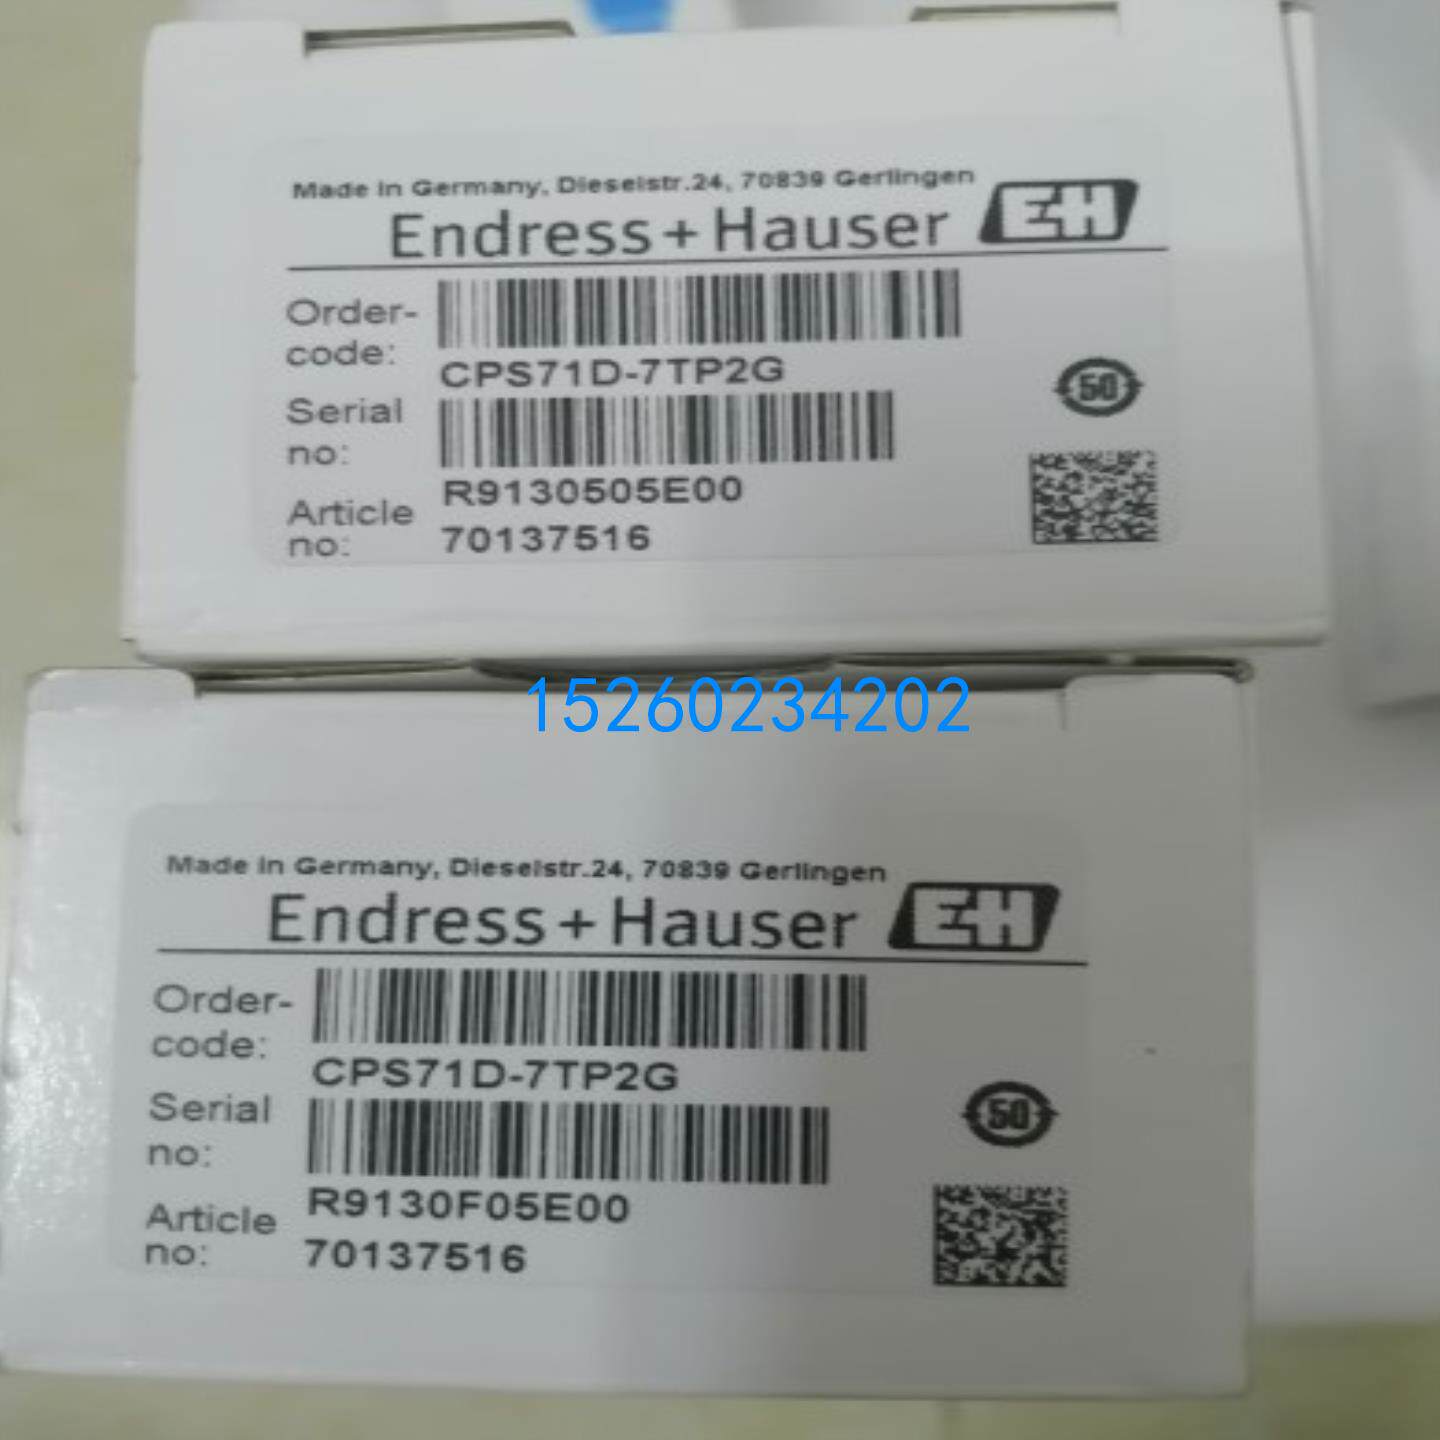 Made in Germany, Dieselstr.24, 70839 Gerlingen
Endress+Hauser EH
Order-
code:
CPS71D-7TP2G
Serial
no:
R9130505E00
Article
no:
70137516
50
15260234202
Made in Germany, Dieselstr.24, 70839 Gerlingen
Endress+Hauser EH
Order-
code:
CPS71D-7TP2G
Serial
no:
R9130F05E00
Article
no:
70137516
50